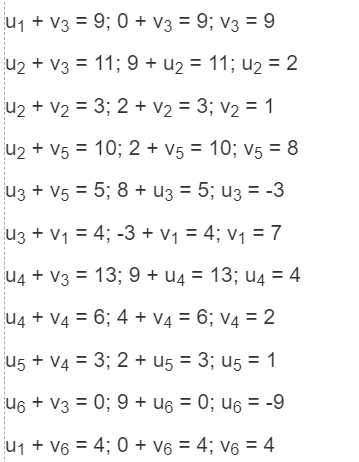 u₁ + v₃ = 9; 0 + v₃ = 9; v₃ = 9
u₂ + v₃ = 11; 9 + u₂ = 11; u₂ = 2
u₂ + v₂ = 3; 2 + v₂ = 3; v₂ = 1
u₂ + v₅ = 10; 2 + v₅ = 10; v₅ = 8
u₃ + v₅ = 5; 8 + u₃ = 5; u₃ = -3
u₃ + v₁ = 4; -3 + v₁ = 4; v₁ = 7
u₄ + v₃ = 13; 9 + u₄ = 13; u₄ = 4
u₄ + v₄ = 6; 4 + v₄ = 6; v₄ = 2
u₅ + v₄ = 3; 2 + u₅ = 3; u₅ = 1
u₆ + v₃ = 0; 9 + u₆ = 0; u₆ = -9
u₁ + v₆ = 4; 0 + v₆ = 4; v₆ = 4